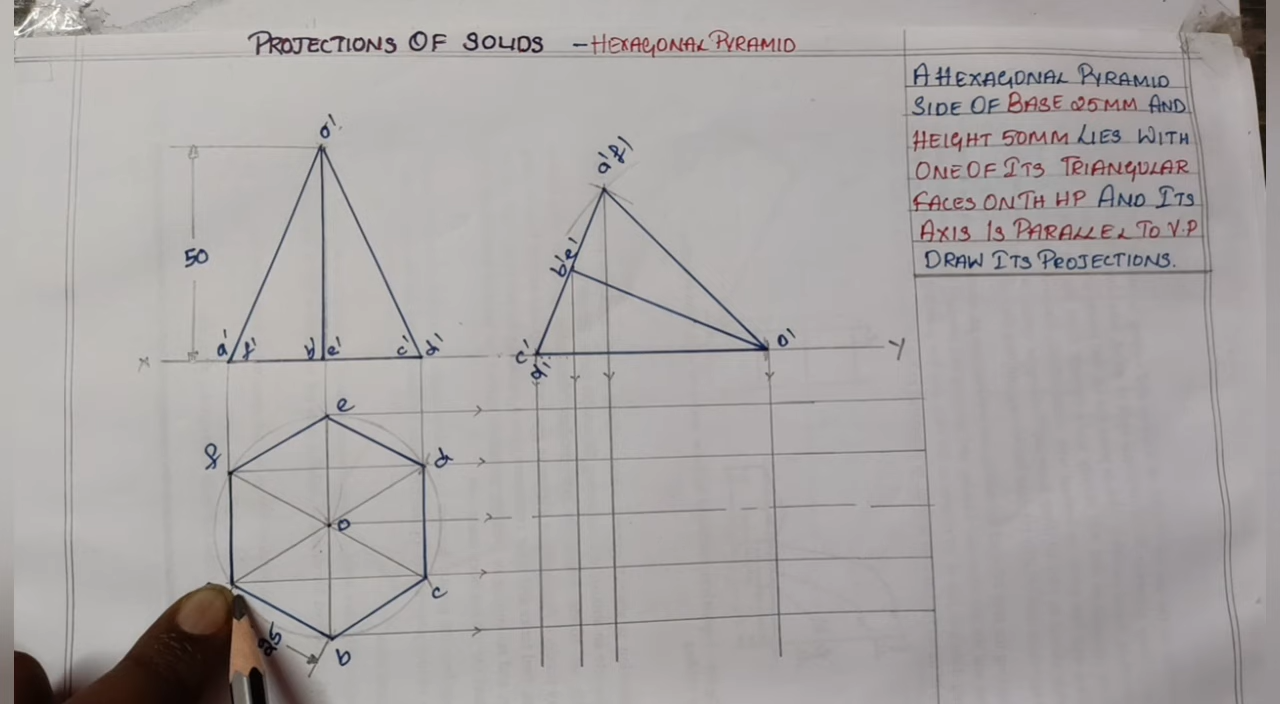 PROJECTIONS OF SOLIDS - HEXAGONAL PYRAMID
A HEXAGONAL PYRAMID
SIDE OF BASE 25MM AND
HEIGHT 50MM LIES WITH
ONE OF ITS TRIANGULAR
FACES ON TH HP AND ITS
AXIS IS PARALLEL TO V.P
DRAW ITS PROJECTIONS.
o'
a'f'
50
b'e'
a' f' b' e' c' d'
c' d' o'
X Y
e
f d
o
c
25
b